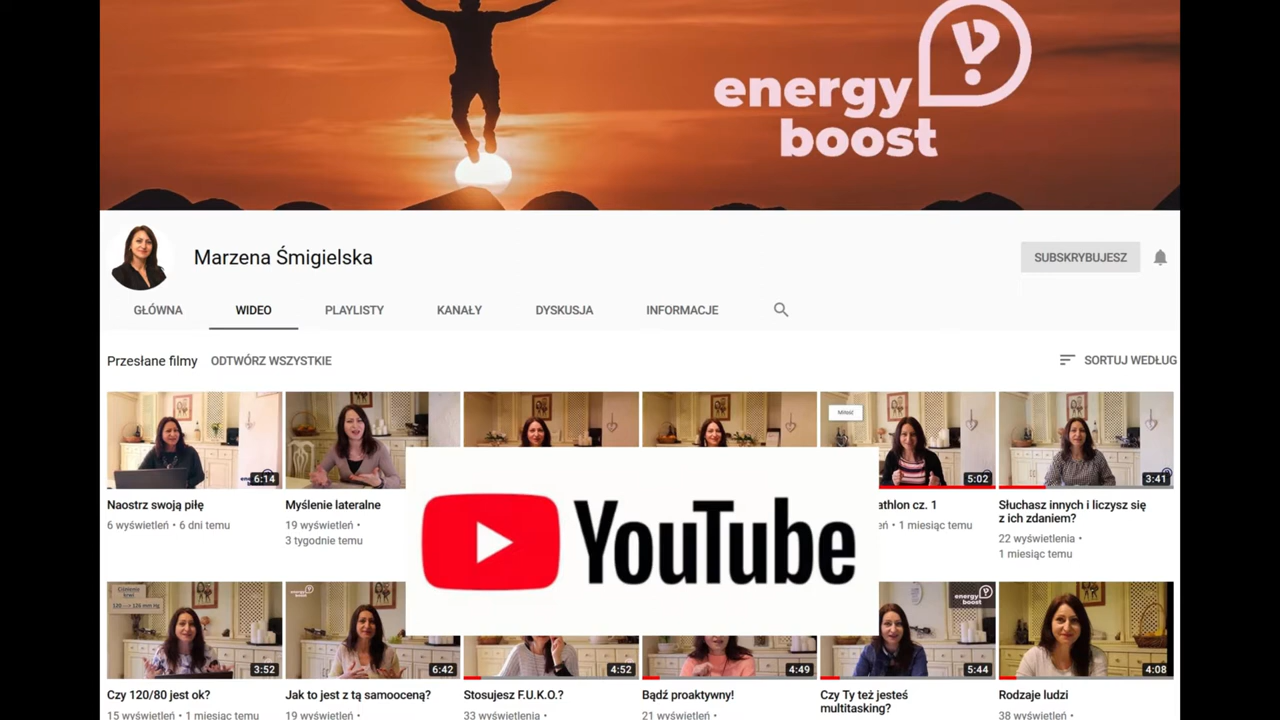 energy
boost
Marzena Śmigielska
SUBSKRYBUJESZ
GŁÓWNA WIDEO PLAYLISTY KANAŁY DYSKUSJA INFORMACJE
Przesłane filmy ODTWÓRZ WSZYSTKIE SORTUJ WEDŁUG
6:14
5:02
3:41
Naostrz swoją piłę
6 wyświetleń • 6 dni temu
Myślenie lateralne
19 wyświetleń •
3 tygodnie temu
athlon cz. 1
eń • 1 miesiąc temu
Słuchasz innych i liczysz się
z ich zdaniem?
22 wyświetlenia •
1 miesiąc temu
YouTube
3:52
6:42
4:52
4:49
energy
boost
5:44
4:08
Czy 120/80 jest ok?
15 wyświetleń • 1 miesiąc temu
Jak to jest z tą samooceną?
19 wyświetleń •
Stosujesz F.U.K.O.?
33 wyświetlenia •
Bądź proaktywny!
21 wyświetleń •
Czy Ty też jesteś
multitasking?
Rodzaje ludzi
38 wyświetleń •